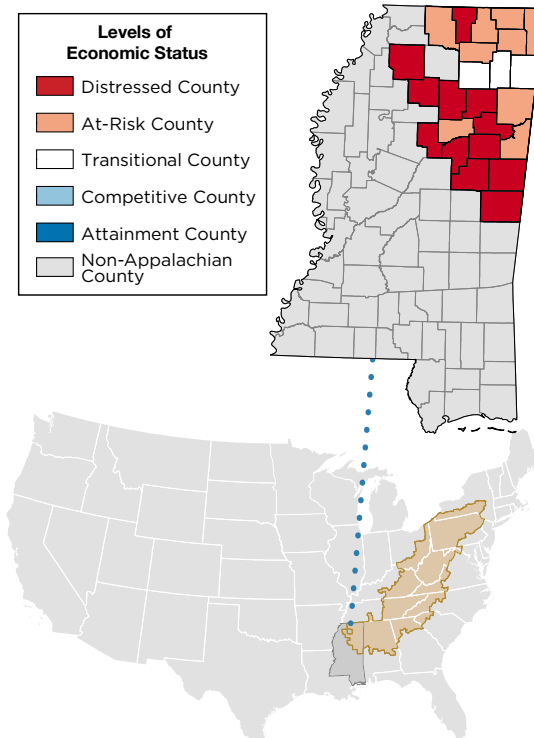 Levels of
Economic Status
Distressed County
At-Risk County
Transitional County
Competitive County
Attainment County
Non-Appalachian
County